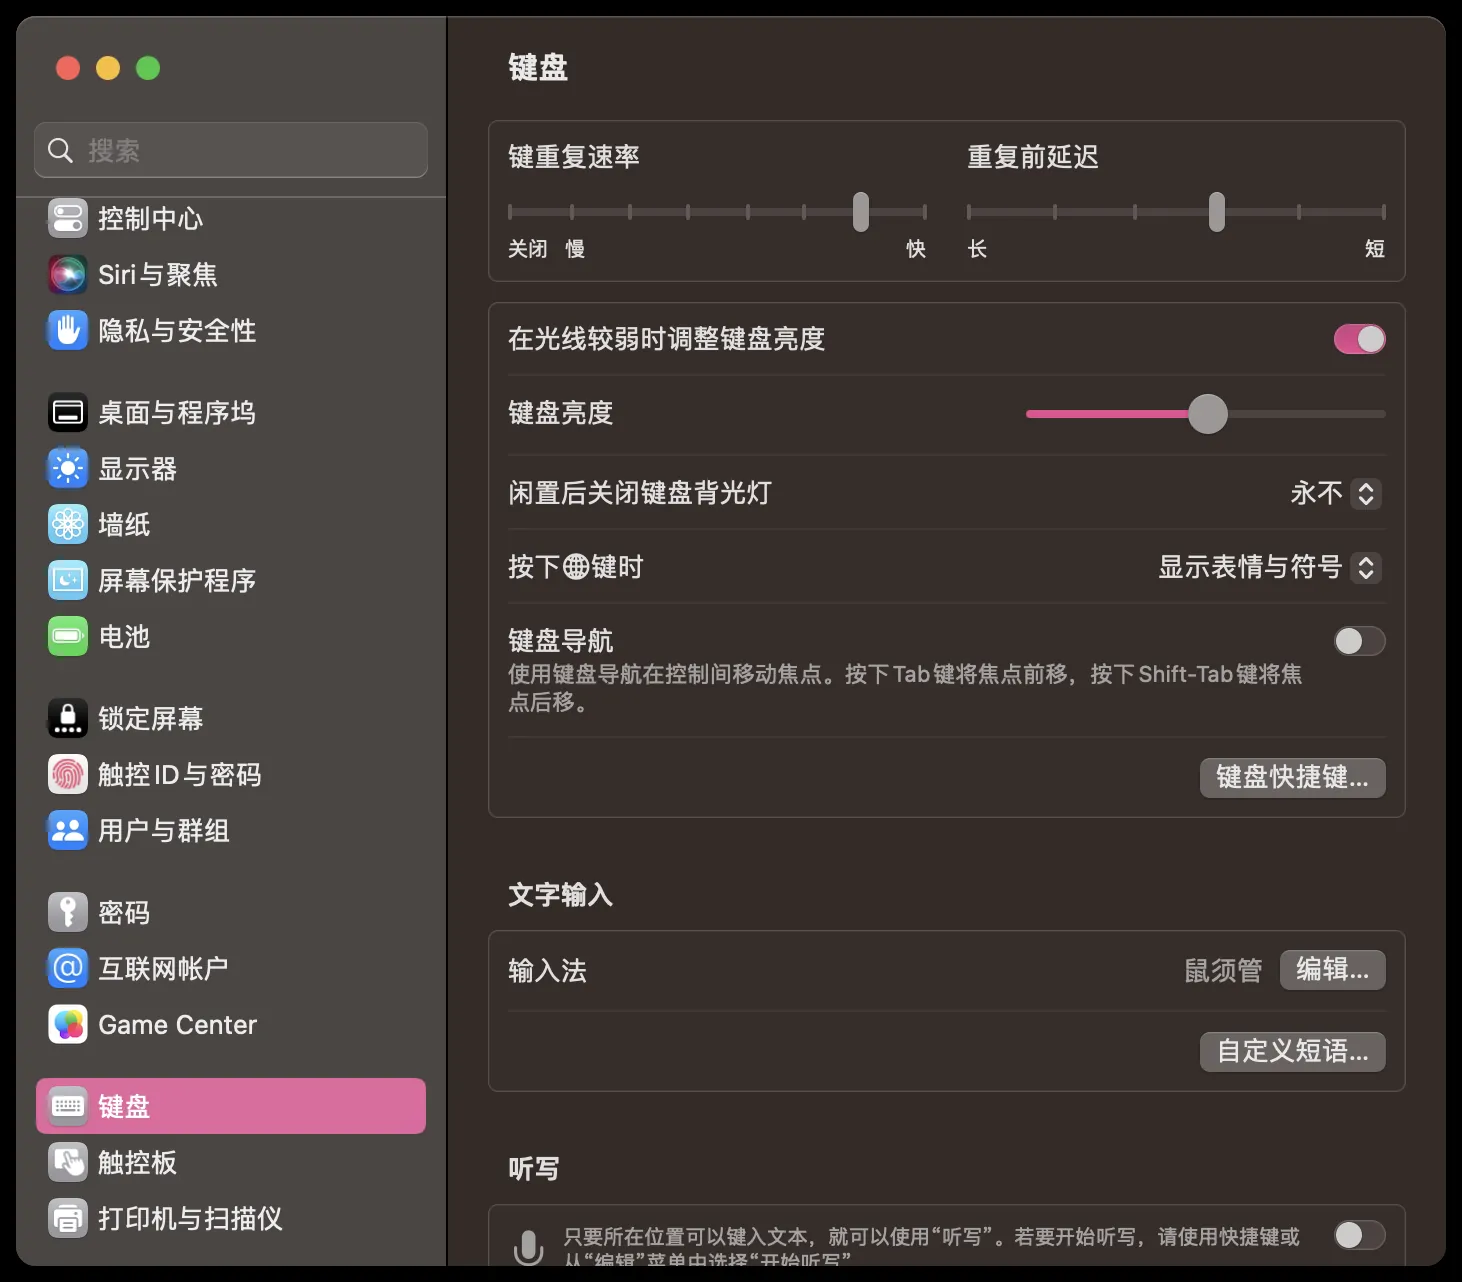 搜索
控制中心
Siri与聚焦
隐私与安全性
桌面与程序坞
显示器
墙纸
屏幕保护程序
电池
锁定屏幕
触控ID与密码
用户与群组
密码
互联网帐户
Game Center
键盘
触控板
打印机与扫描仪
键盘
键重复速率
关闭 慢 快
重复前延迟
长 短
在光线较弱时调整键盘亮度
键盘亮度
闲置后关闭键盘背光灯 永不
按下🌐键时 显示表情与符号
键盘导航
使用键盘导航在控制间移动焦点。按下Tab键将焦点前移，按下Shift-Tab键将焦
点后移。
键盘快捷键...
文字输入
输入法 鼠须管 编辑...
自定义短语...
听写
只要所在位置可以键入文本，就可以使用“听写”。若要开始听写，请使用快捷键或
从“编辑”菜单中选择“开始听写”